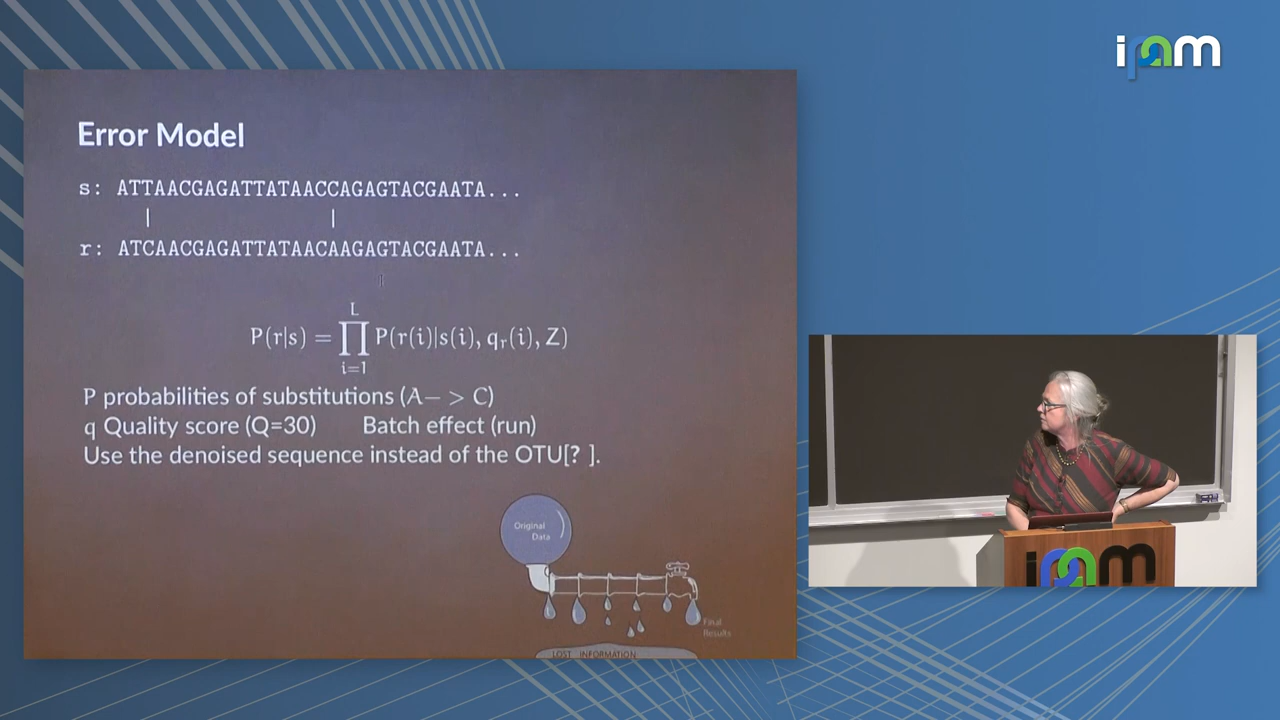 ipam
Error Model
s: ATTAACGAGATTATAACCAGAGTACGAATA...
| |
r: ATCAACGAGATTATAACAAGAGTACGAATA...
P(r|s) = ∏_{i=1}^{L} P(r(i)|s(i), q_r(i), Z)
P probabilities of substitutions (A− > C)
q Quality score (Q=30) Batch effect (run)
Use the denoised sequence instead of the OTU[? ].
Original
Data
Final
Results
LOST INFORMATION
ipam